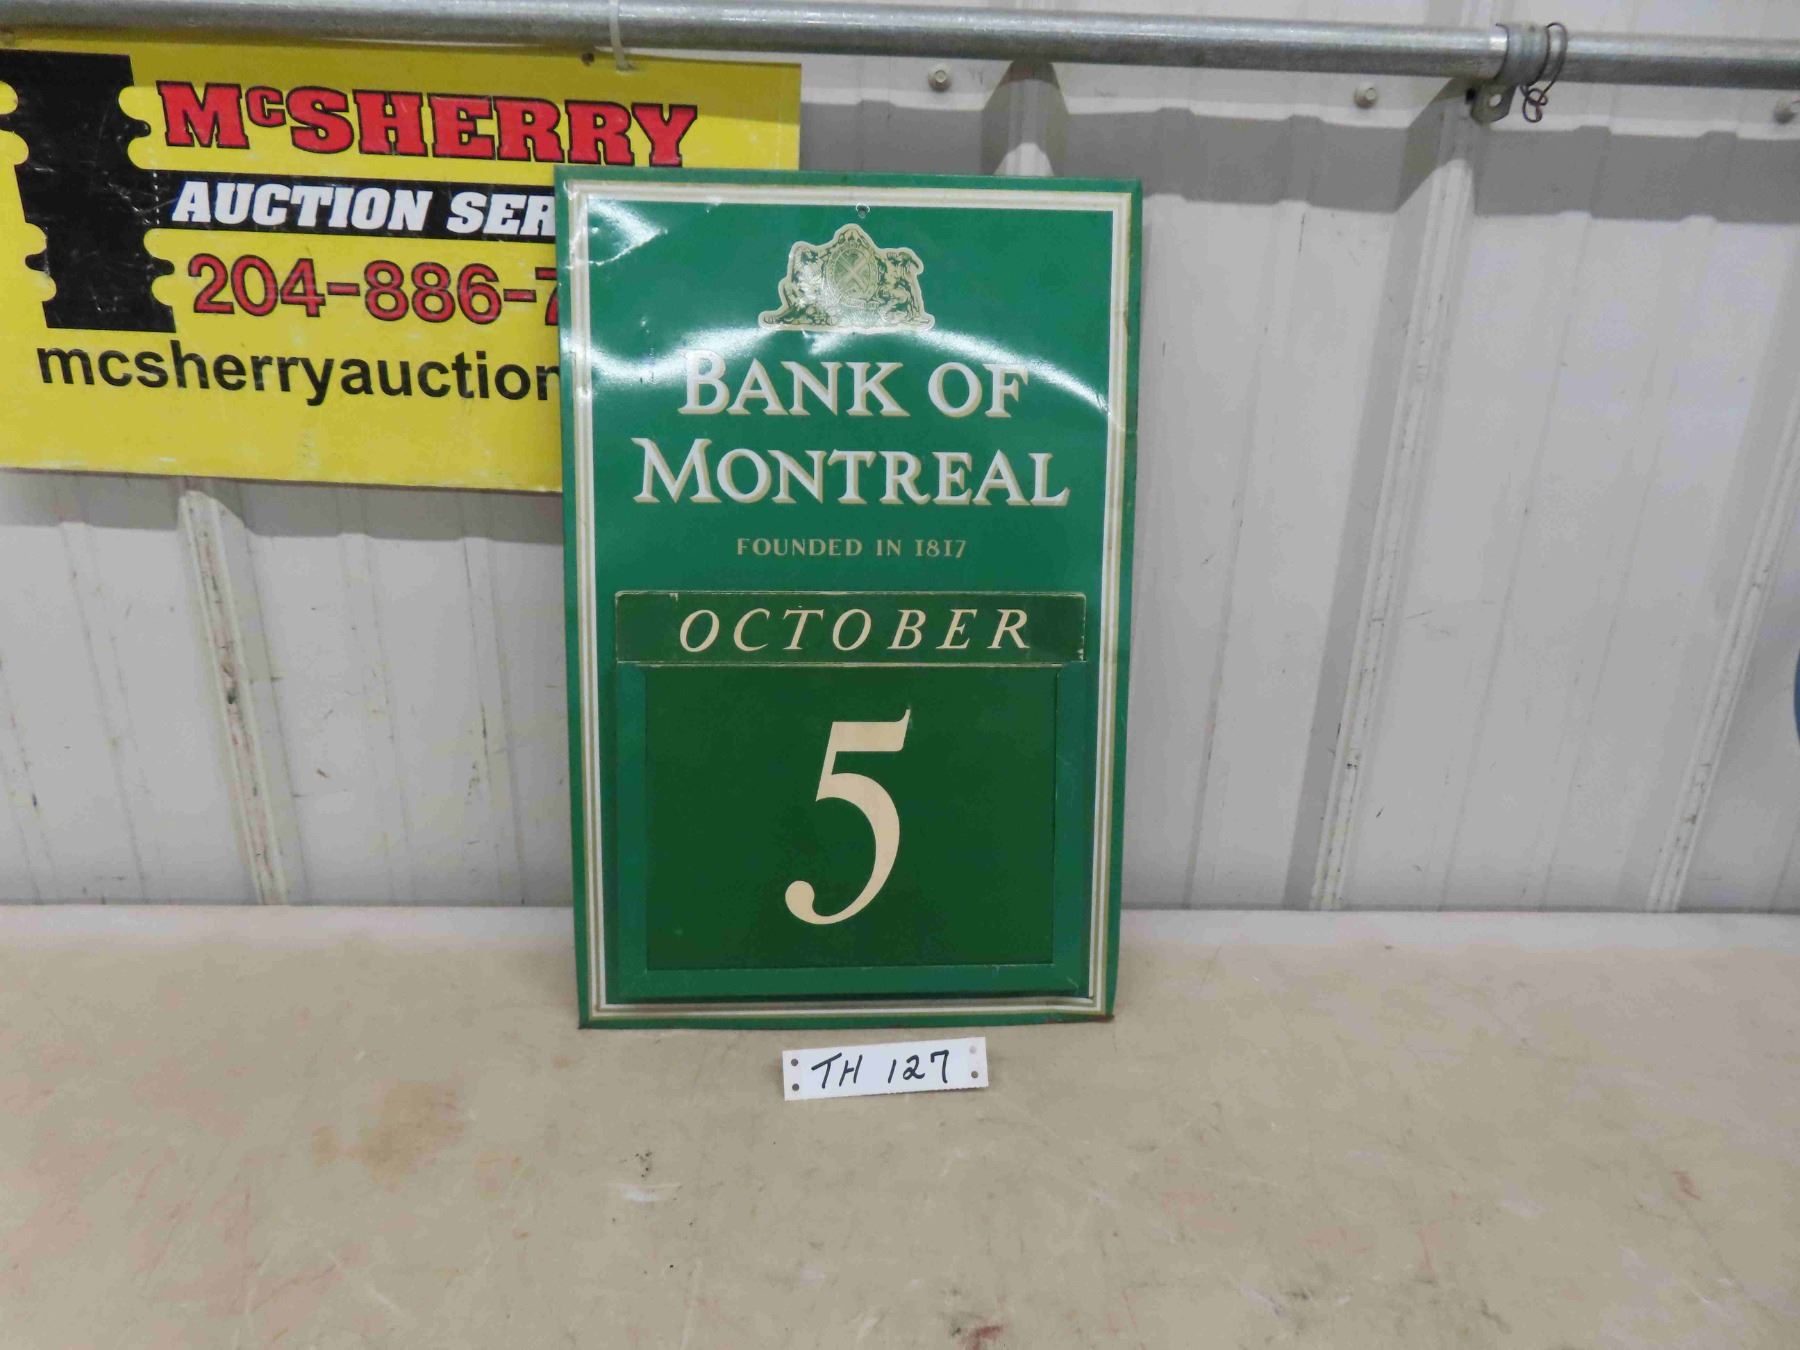 McSHERRY
AUCTION SER
204-886-7
mcsherryauction
BANK OF
MONTREAL
FOUNDED IN 1817
OCTOBER
5
TH 127